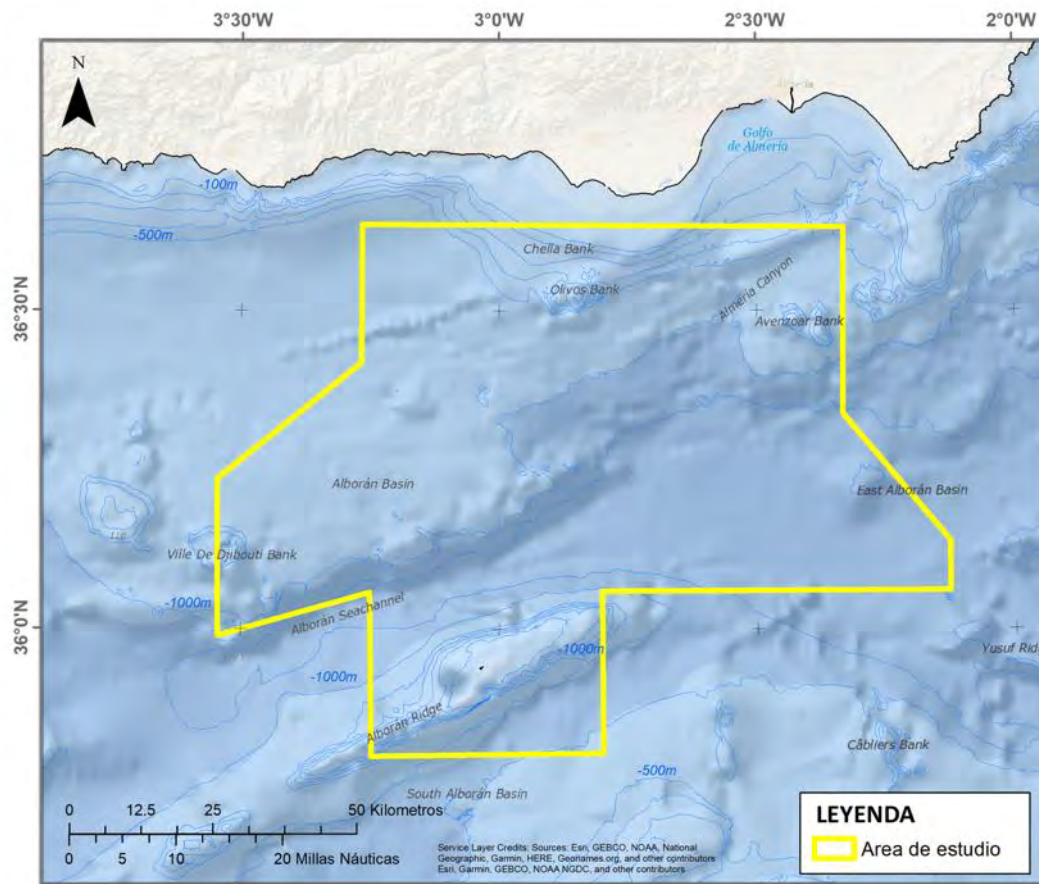 3°30'W
3°0'W
2°30'W
2°0'W
N
Golfo
de Almería
-100m
-500m
Chella Bank
Olivos Bank
36°30'N
Almería Canyon
Avenzoar Bank
Alborán Basin
East Alborán Basin
Ville De Djibouti Bank
-1000m
Alborán Seachannel
36°0'N
-1000m
-1000m
Yusuf Rid
Alborán Ridge
Câbliers Bank
-500m
South Alborán Basin
0 12.5 25 50 Kilometros
0 5 10 20 Millas Náuticas
Service Layer Credits: Sources: Esri, GEBCO, NOAA, National
Geographic, Garmin, HERE, Geonames.org, and other contributors
Esri, Garmin, GEBCO, NOAA NGDC, and other contributors
LEYENDA
Area de estudio